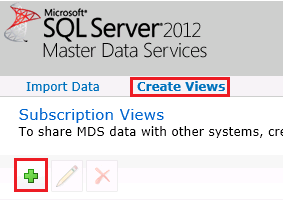 Microsoft®
SQL Server® 2012
Master Data Services
Import Data Create Views
Subscription Views
To share MDS data with other systems, cre